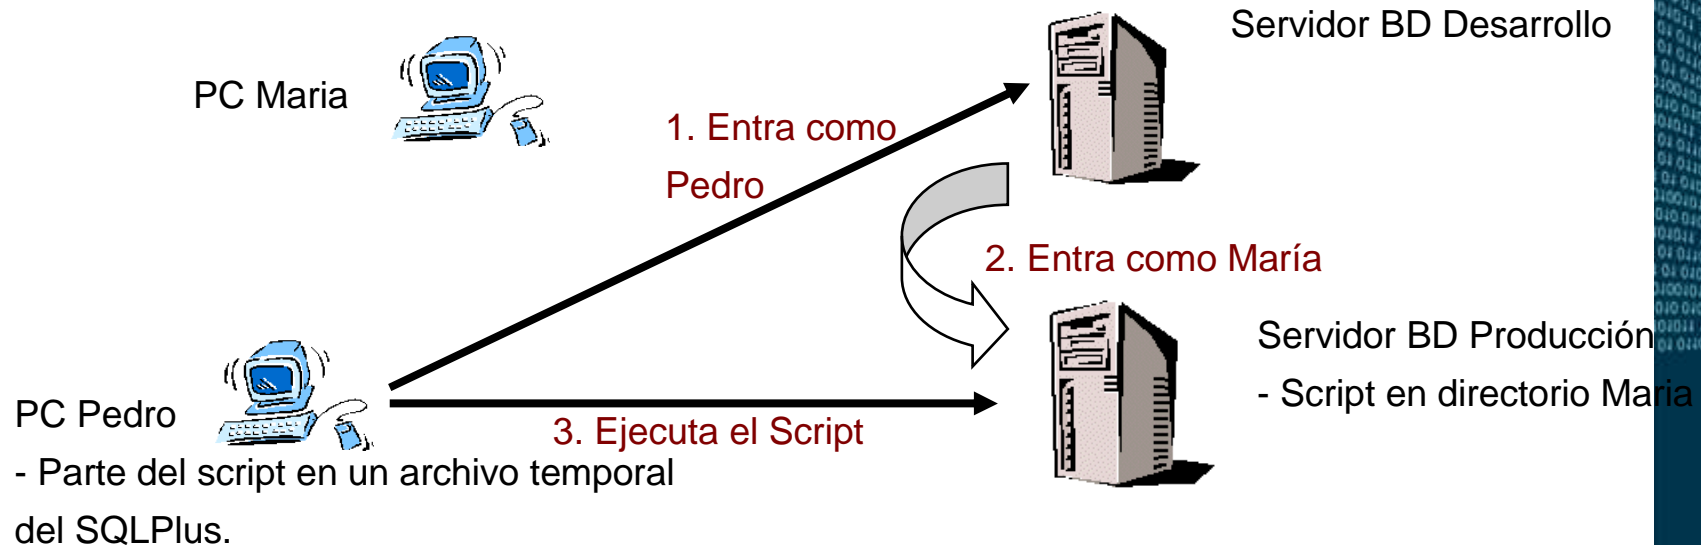 Servidor BD Desarrollo
PC Maria
1. Entra como
Pedro
2. Entra como María
Servidor BD Producción
- Script en directorio Maria
PC Pedro
3. Ejecuta el Script
- Parte del script en un archivo temporal
del SQLPlus.